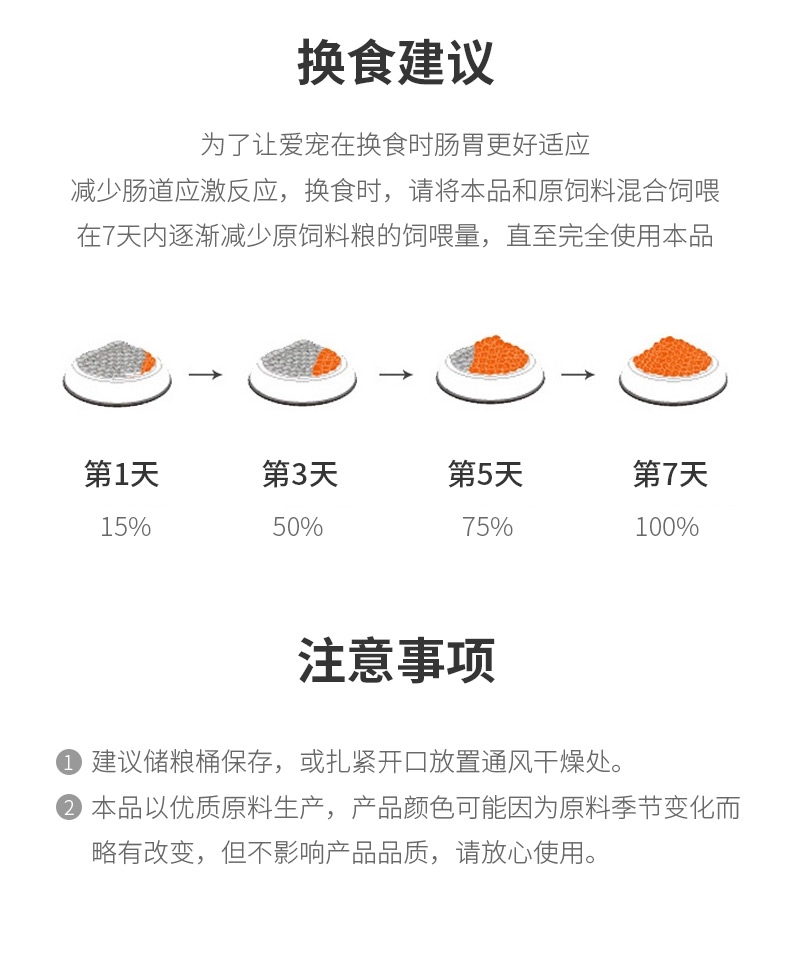 换食建议
为了让爱宠在换食时肠胃更好适应
减少肠道应激反应，换食时，请将本品和原饲料混合饲喂
在7天内逐渐减少原饲料粮的饲喂量，直至完全使用本品
第1天 第3天 第5天 第7天
15% 50% 75% 100%
注意事项
1 建议储粮桶保存，或扎紧开口放置通风干燥处。
2 本品以优质原料生产，产品颜色可能因为原料季节变化而
略有改变，但不影响产品品质，请放心使用。